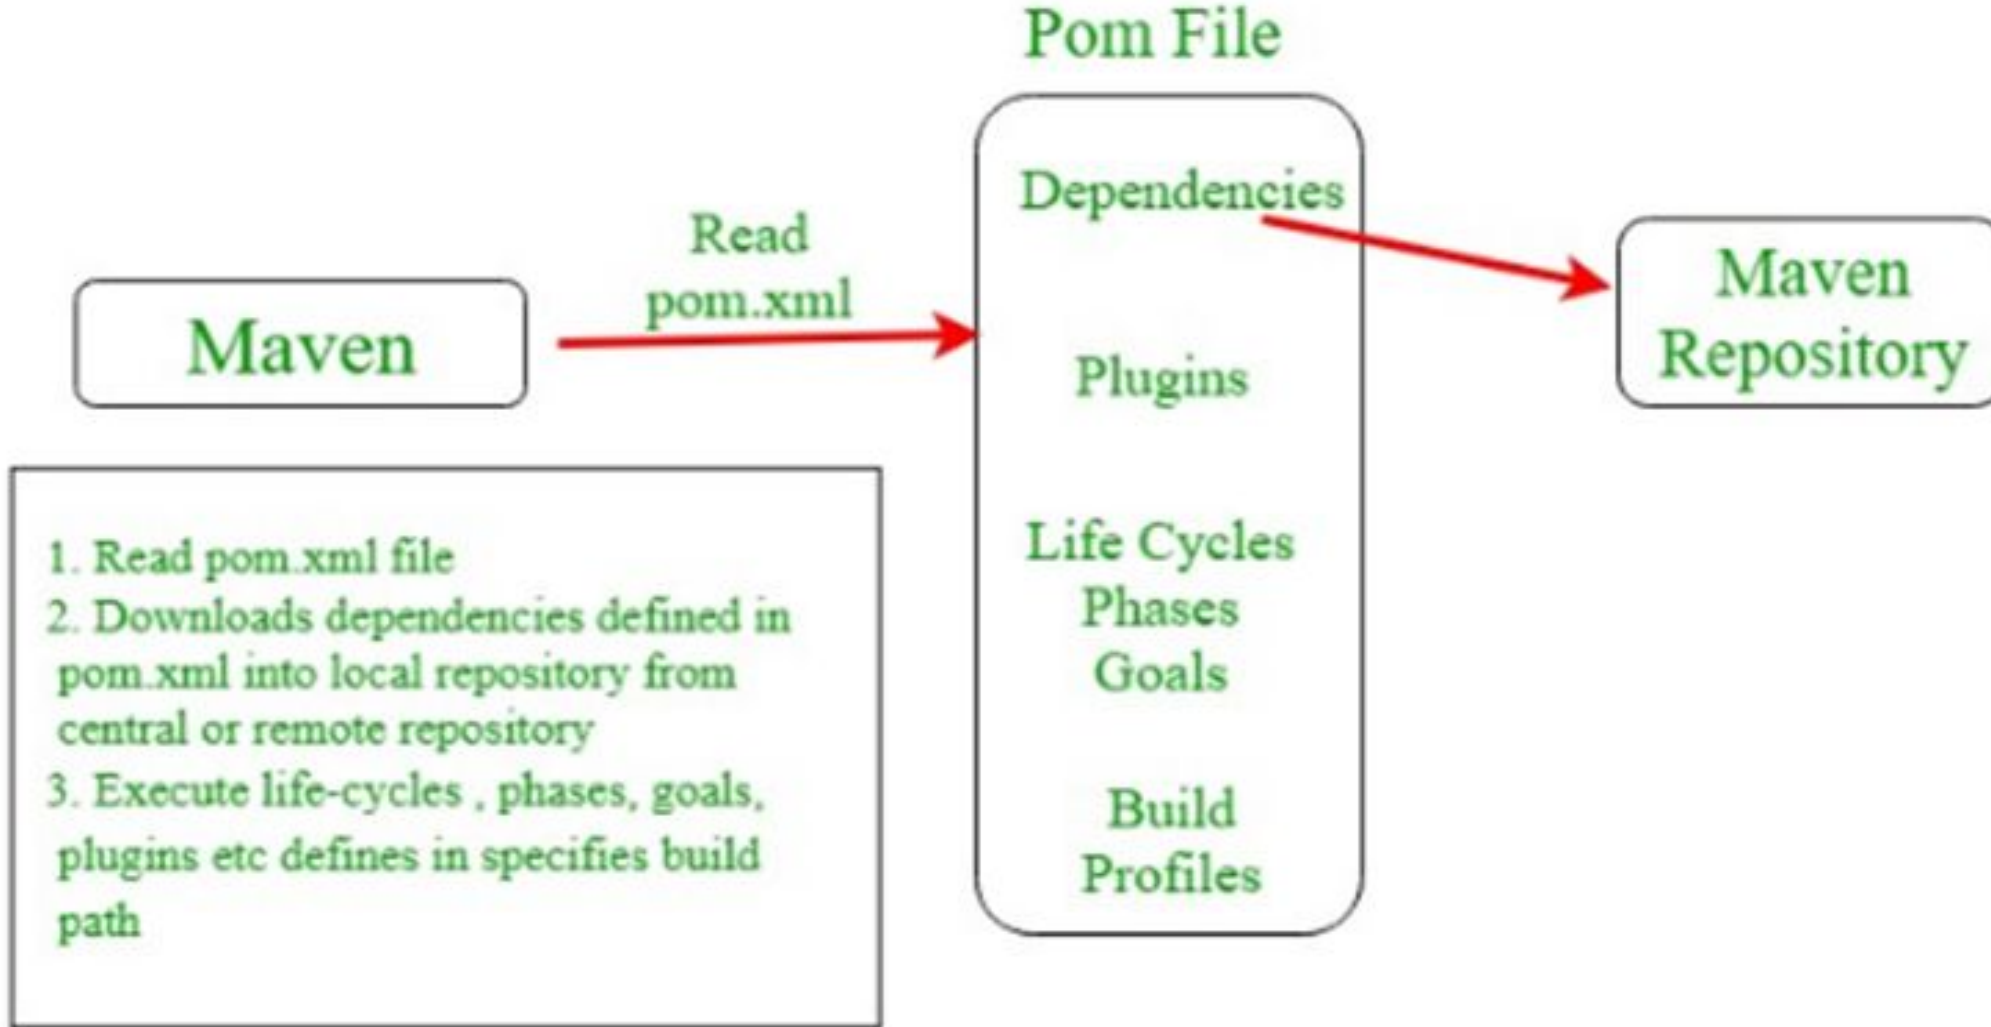 Pom File
Dependencies
Plugins
Life Cycles
Phases
Goals
Build
Profiles
Read
pom.xml
Maven
Maven
Repository
1. Read pom.xml file
2. Downloads dependencies defined in
pom.xml into local repository from
central or remote repository
3. Execute life-cycles , phases, goals,
plugins etc defines in specifies build
path